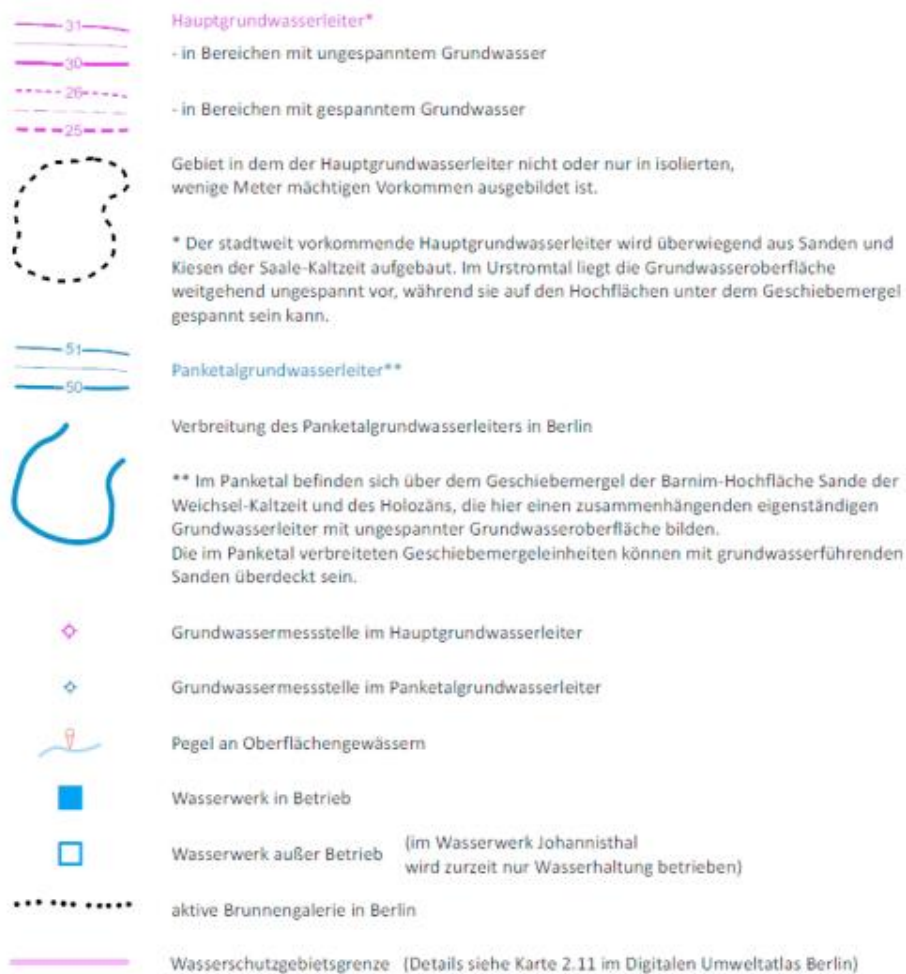 31
Hauptgrundwasserleiter*
- in Bereichen mit ungespanntem Grundwasser
30
26
- in Bereichen mit gespanntem Grundwasser
25
Gebiet in dem der Hauptgrundwasserleiter nicht oder nur in isolierten,
wenige Meter mächtigen Vorkommen ausgebildet ist.
* Der stadtweit vorkommende Hauptgrundwasserleiter wird überwiegend aus Sanden und
Kiesen der Saale-Kaltzeit aufgebaut. Im Urstromtal liegt die Grundwasseroberfläche
weitgehend ungespannt vor, während sie auf den Hochflächen unter dem Geschiebemergel
gespannt sein kann.
51
Panketalgrundwasserleiter**
50
Verbreitung des Panketalgrundwasserleiters in Berlin
** Im Panketal befinden sich über dem Geschiebemergel der Barnim-Hochfläche Sande der
Weichsel-Kaltzeit und des Holozäns, die hier einen zusammenhängenden eigenständigen
Grundwasserleiter mit ungespannter Grundwasseroberfläche bilden.
Die im Panketal verbreiteten Geschiebemergeleinheiten können mit grundwasserführenden
Sanden überdeckt sein.
Grundwassermessstelle im Hauptgrundwasserleiter
Grundwassermessstelle im Panketalgrundwasserleiter
Pegel an Oberflächengewässern
Wasserwerk in Betrieb
Wasserwerk außer Betrieb (im Wasserwerk Johannisthal
wird zurzeit nur Wasserhaltung betrieben)
aktive Brunnengalerie in Berlin
Wasserschutzgebietsgrenze (Details siehe Karte 2.11 im Digitalen Umweltatlas Berlin)